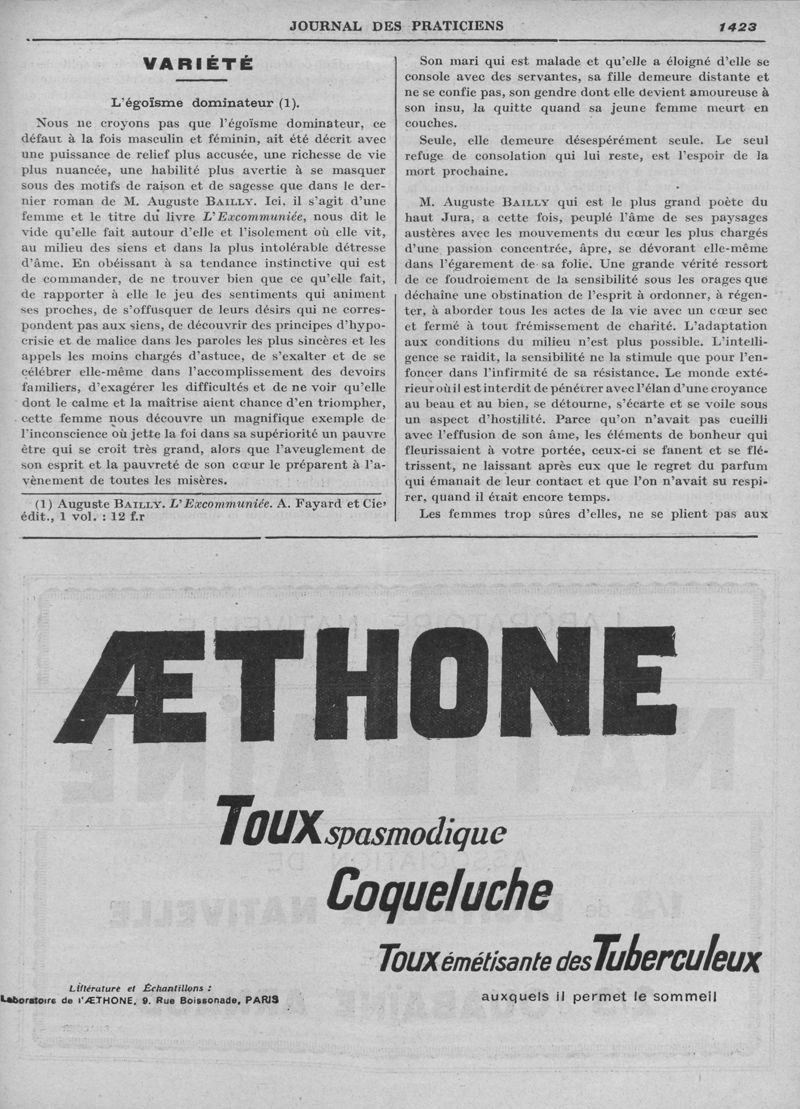 JOURNAL DES PRATICIENS
1423
VARIÉTÉ
L'égoïsme dominateur (1).
Nous ne croyons pas que l'égoïsme dominateur, ce
défaut à la fois masculin et féminin, ait été décrit avec
une puissance de relief plus accusée, une richesse de vie
plus nuancée, une habilité plus avertie à se masquer
sous des motifs de raison et de sagesse que dans le der-
nier roman de M. Auguste BAILLY. Ici, il s'agit d'une
femme et le titre du livre L'Excommuniée, nous dit le
vide qu'elle fait autour d'elle et l'isolement où elle vit,
au milieu des siens et dans la plus intolérable détresse
d'âme. En obéissant à sa tendance instinctive qui est
de commander, de ne trouver bien que ce qu'elle fait,
de rapporter à elle le jeu des sentiments qui animent
ses proches, de s'offusquer de leurs désirs qui ne corres-
pondent pas aux siens, de découvrir des principes d'hypo-
crisie et de malice dans les paroles les plus sincères et les
appels les moins chargés d'astuce, de s'exalter et de se
célébrer elle-même dans l'accomplissement des devoirs
familiers, d'exagérer les difficultés et de ne voir qu'elle
dont le calme et la maîtrise aient chance d'en triompher,
cette femme nous découvre un magnifique exemple de
l'inconscience où jette la foi dans sa supériorité un pauvre
être qui se croit très grand, alors que l'aveuglement de
son esprit et la pauvreté de son cœur le préparent à l'a-
vènement de toutes les misères.
(1) Auguste BAILLY. L'Excommuniée. A. Fayard et Cie,
édit., 1 vol. : 12 f.r
Son mari qui est malade et qu'elle a éloigné d'elle se
console avec des servantes, sa fille demeure distante et
ne se confie pas, son gendre dont elle devient amoureuse à
son insu, la quitte quand sa jeune femme meurt en
couches.
Seule, elle demeure désespérément seule. Le seul
refuge de consolation qui lui reste, est l'espoir de la
mort prochaine.
M. Auguste BAILLY qui est le plus grand poète du
haut Jura, a cette fois, peuplé l'âme de ses paysages
austères avec les mouvements du cœur les plus chargés
d'une passion concentrée, âpre, se dévorant elle-même
dans l'égarement de sa folie. Une grande vérité ressort
de ce foudroiement de la sensibilité sous les orages que
déchaîne une obstination de l'esprit à ordonner, à régen-
ter, à aborder tous les actes de la vie avec un cœur sec
et fermé à tout frémissement de charité. L'adaptation
aux conditions du milieu n'est plus possible. L'intelli-
gence se raidit, la sensibilité ne la stimule que pour l'en-
foncer dans l'infirmité de sa résistance. Le monde exté-
rieur où il est interdit de pénétrer avec l'élan d'une croyance
au beau et au bien, se détourne, s'écarte et se voile sous
un aspect d'hostilité. Parce qu'on n'avait pas cueilli
avec l'effusion de son âme, les éléments de bonheur qui
fleurissaient à votre portée, ceux-ci se fanent et se flé-
trissent, ne laissant après eux que le regret du parfum
qui émanait de leur contact et que l'on n'avait su respi-
rer, quand il était encore temps.
Les femmes trop sûres d'elles, ne se plient pas aux
ÆTHONE
Toux spasmodique
Coqueluche
Toux émétisante des Tuberculeux
auxquels il permet le sommeil
Littérature et Échantillons :
Laboratoire de l'ÆTHONE, 9, Rue Boissonade, PARIS